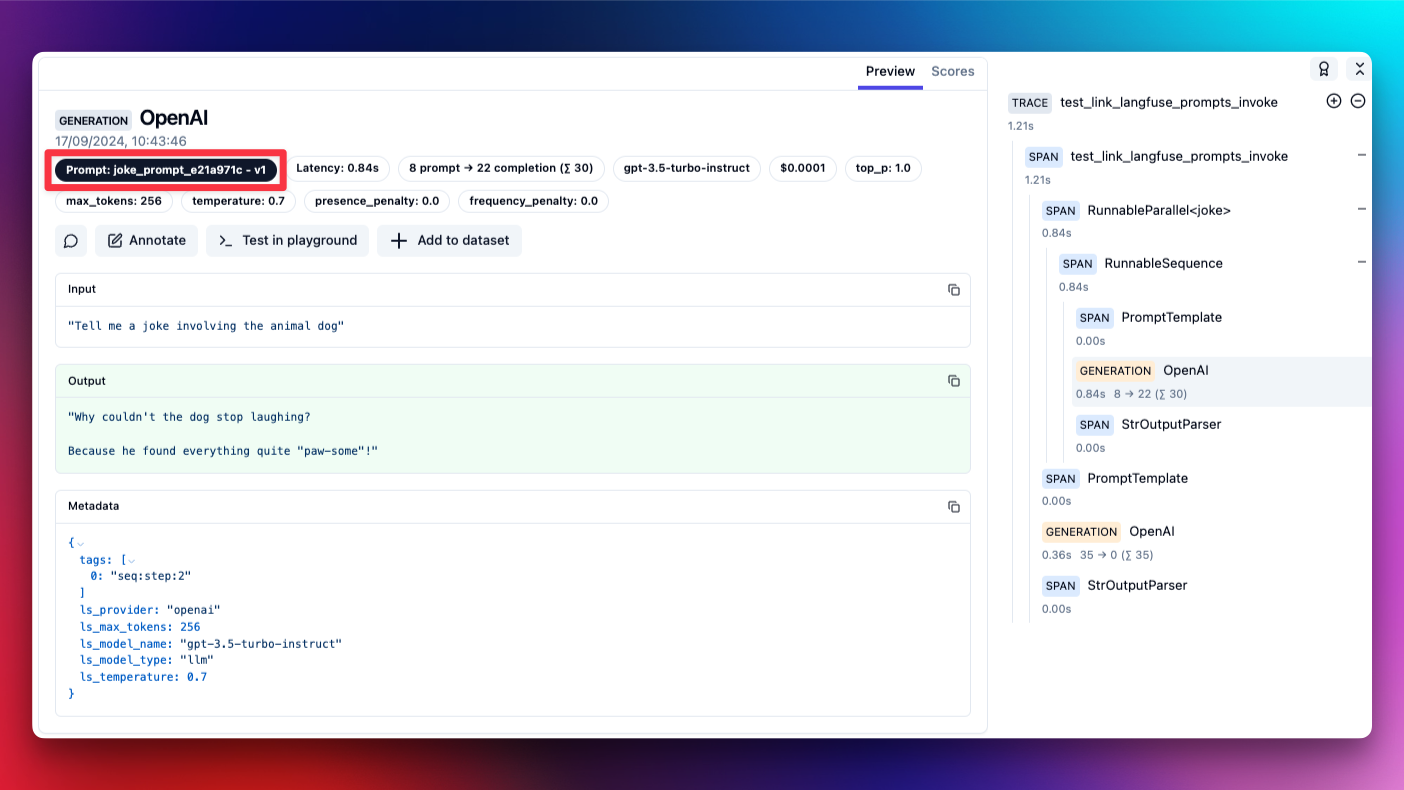 Preview Scores
GENERATION OpenAI
17/09/2024, 10:43:46
Prompt: joke_prompt_e21a971c - v1 Latency: 0.84s 8 prompt → 22 completion (∑ 30) gpt-3.5-turbo-instruct $0.0001 top_p: 1.0
max_tokens: 256 temperature: 0.7 presence_penalty: 0.0 frequency_penalty: 0.0
Annotate Test in playground Add to dataset
Input
"Tell me a joke involving the animal dog"
Output
"Why couldn't the dog stop laughing?
Because he found everything quite "paw-some"!"
Metadata
{
tags: [
0: "seq:step:2"
]
ls_provider: "openai"
ls_max_tokens: 256
ls_model_name: "gpt-3.5-turbo-instruct"
ls_model_type: "llm"
ls_temperature: 0.7
}
TRACE test_link_langfuse_prompts_invoke
1.21s
SPAN test_link_langfuse_prompts_invoke
1.21s
SPAN RunnableParallel<joke>
0.84s
SPAN RunnableSequence
0.84s
SPAN PromptTemplate
0.00s
GENERATION OpenAI
0.84s 8 → 22 (∑ 30)
SPAN StrOutputParser
0.00s
SPAN PromptTemplate
0.00s
GENERATION OpenAI
0.36s 35 → 0 (∑ 35)
SPAN StrOutputParser
0.00s